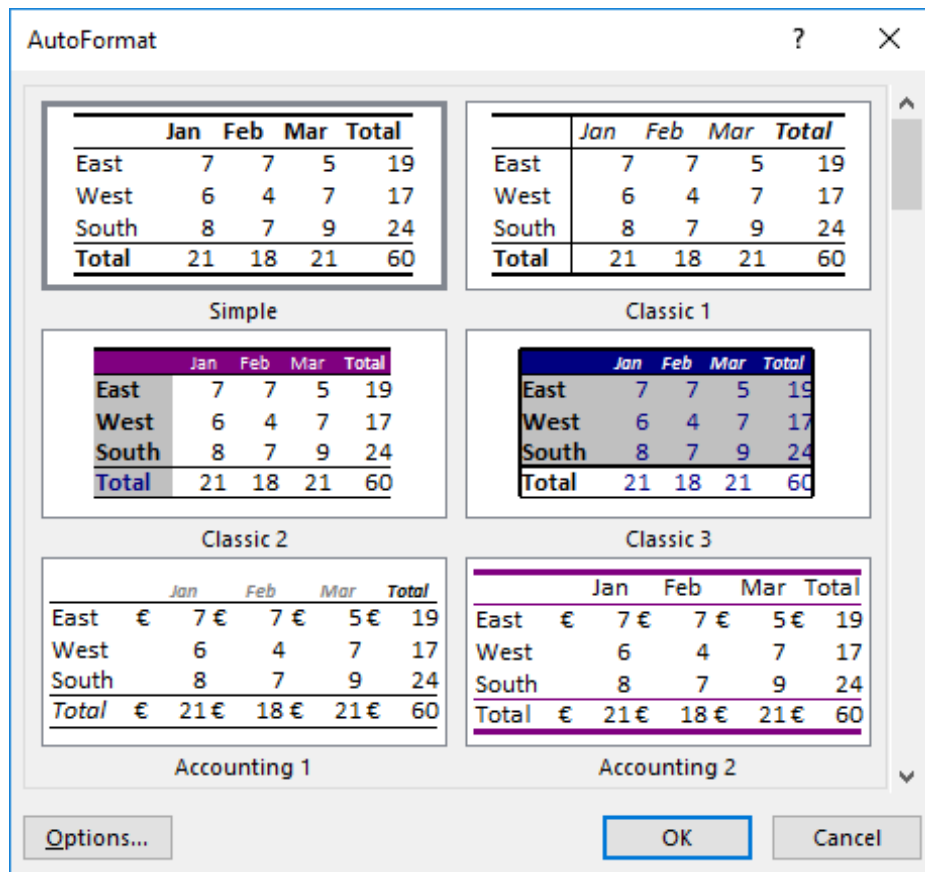 AutoFormat ?
Jan Feb Mar Total
East 7 7 5 19
West 6 4 7 17
South 8 7 9 24
Total 21 18 21 60
Simple
Jan Feb Mar Total
East 7 7 5 19
West 6 4 7 17
South 8 7 9 24
Total 21 18 21 60
Classic 1
Jan Feb Mar Total
East 7 7 5 19
West 6 4 7 17
South 8 7 9 24
Total 21 18 21 60
Classic 2
Jan Feb Mar Total
East 7 7 5 19
West 6 4 7 17
South 8 7 9 24
Total 21 18 21 60
Classic 3
Jan Feb Mar Total
East € 7 € 7 € 5 € 19
West 6 4 7 17
South 8 7 9 24
Total € 21 € 18 € 21 € 60
Accounting 1
Jan Feb Mar Total
East € 7 € 7 € 5 € 19
West 6 4 7 17
South 8 7 9 24
Total € 21 € 18 € 21 € 60
Accounting 2
Options... OK Cancel